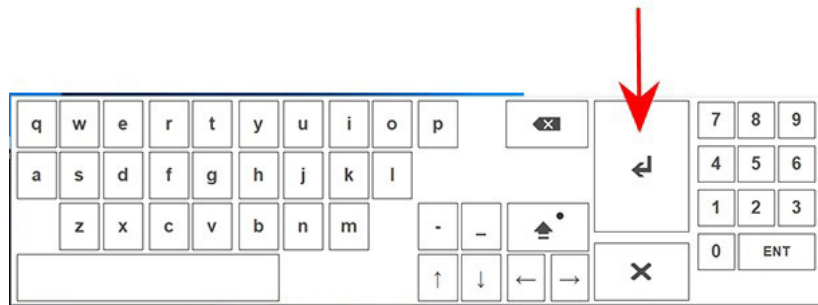 q w e r t y u i o p 7 8 9
a s d f g h j k l 4 5 6
z x c v b n m - _ 1 2 3
↑ ↓ ← → 0 ENT